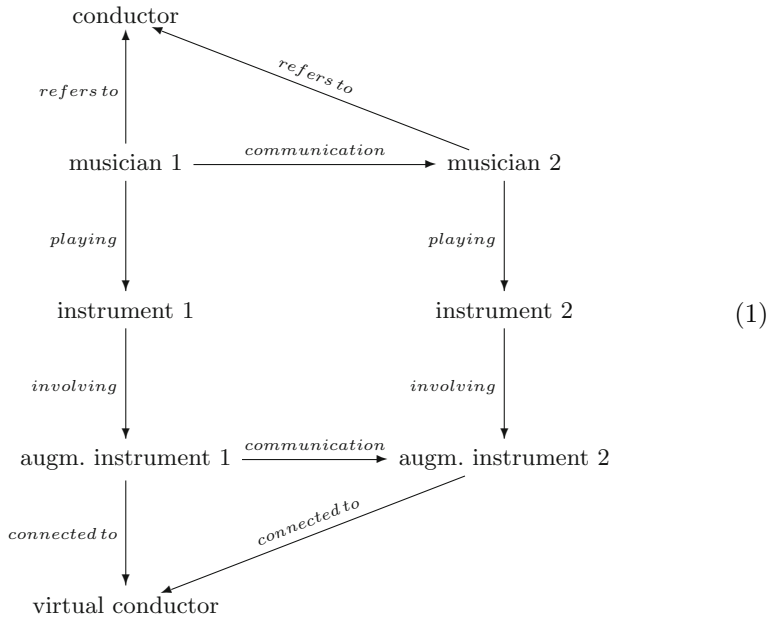 conductor
refers to
refers to
musician 1
communication
musician 2
playing
playing
instrument 1
instrument 2
(1)
involving
involving
augm. instrument 1
communication
augm. instrument 2
connected to
connected to
virtual conductor